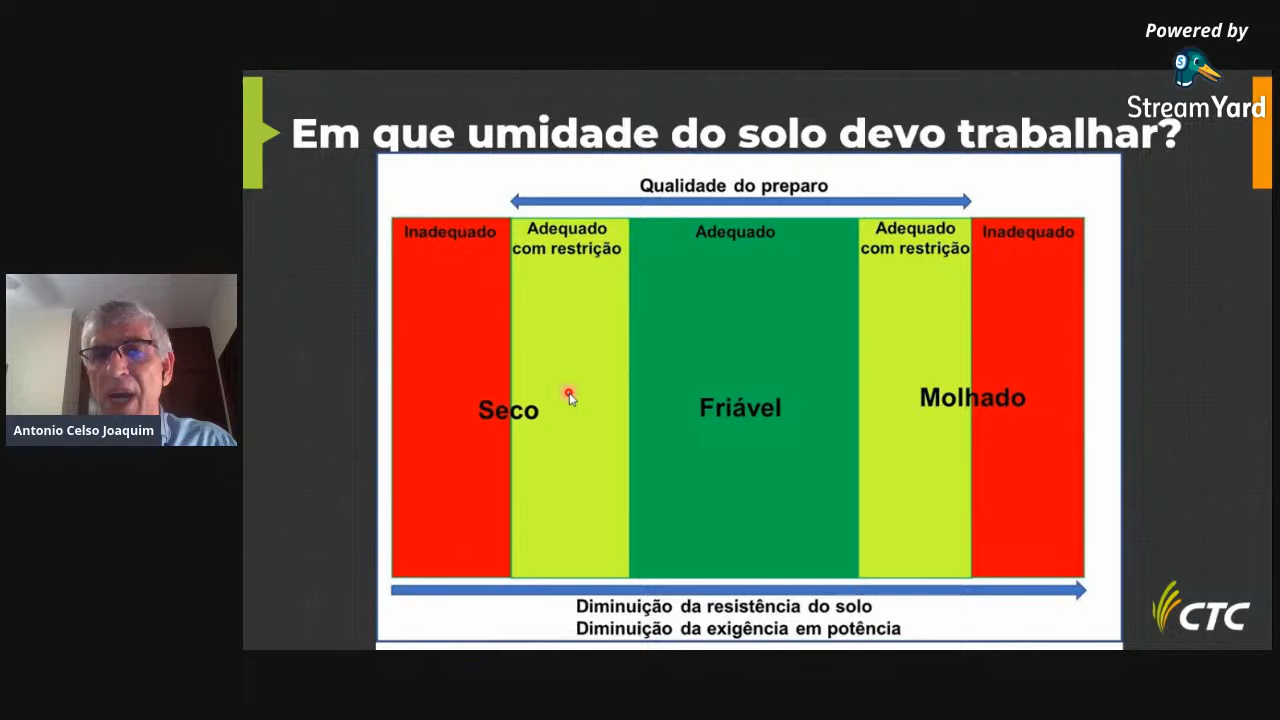 Powered by
StreamYard
Em que umidade do solo devo trabalhar?
Qualidade do preparo
Inadequado
Adequado
com restrição
Adequado
Adequado
com restrição
Inadequado
Seco
Friável
Molhado
Diminuição da resistência do solo
Diminuição da exigência em potência
Antonio Celso Joaquim
CTC